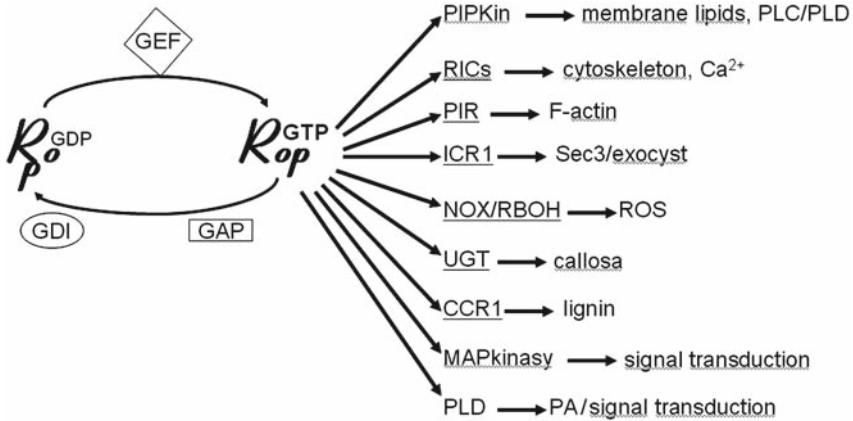 GEF
Rop GDP
GDI
GAP
Rop GTP
PIPKin membrane lipids, PLC/PLD
RICs cytoskeleton, Ca²⁺
PIR F-actin
ICR1 Sec3/exocyst
NOX/RBOH ROS
UGT callosa
CCR1 lignin
MAPkinasy signal transduction
PLD PA/signal transduction